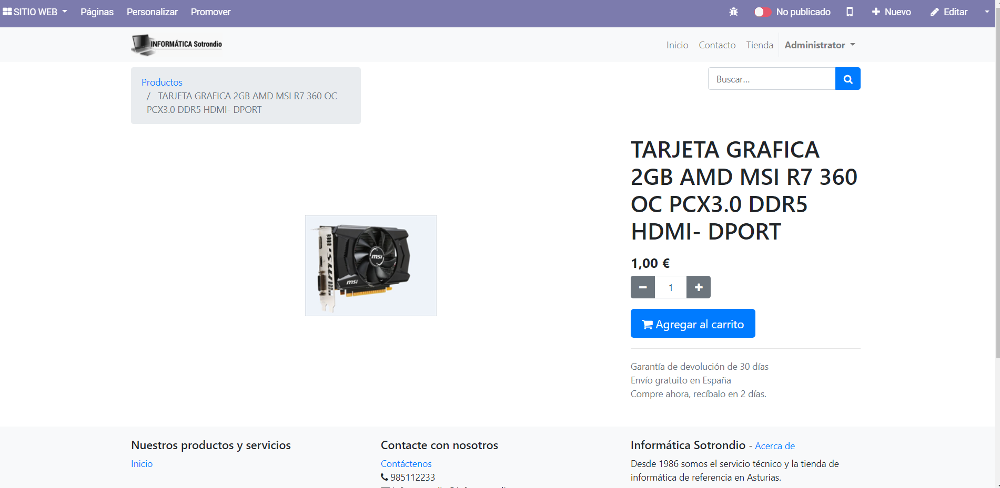 SITIO WEB Páginas Personalizar Promover No publicado Nuevo Editar
INFORMÁTICA Sotrondio
Inicio Contacto Tienda Administrator
Productos
/ TARJETA GRAFICA 2GB AMD MSI R7 360 OC
PCX3.0 DDR5 HDMI- DPORT
Buscar...
TARJETA GRAFICA
2GB AMD MSI R7 360
OC PCX3.0 DDR5
HDMI- DPORT
1,00 €
1
Agregar al carrito
msi
msi
msi
Garantía de devolución de 30 días
Envío gratuito en España
Compre ahora, recíbalo en 2 días.
Nuestros productos y servicios
Inicio
Contacte con nosotros
Contáctenos
985112233
Informática Sotrondio - Acerca de
Desde 1986 somos el servicio técnico y la tienda de
informática de referencia en Asturias.